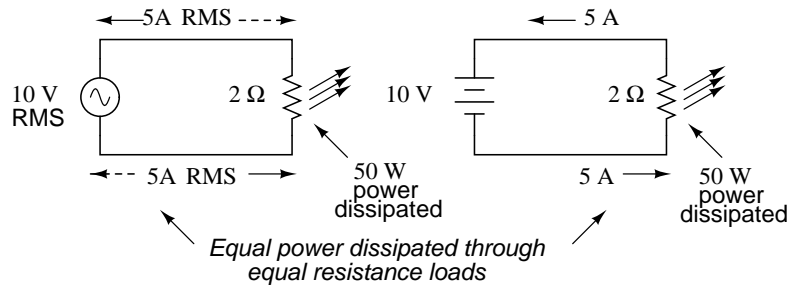 5A RMS
5 A
10 V
RMS
2 Ω
10 V
2 Ω
5A RMS
50 W
power
dissipated
5 A
50 W
power
dissipated
Equal power dissipated through
equal resistance loads